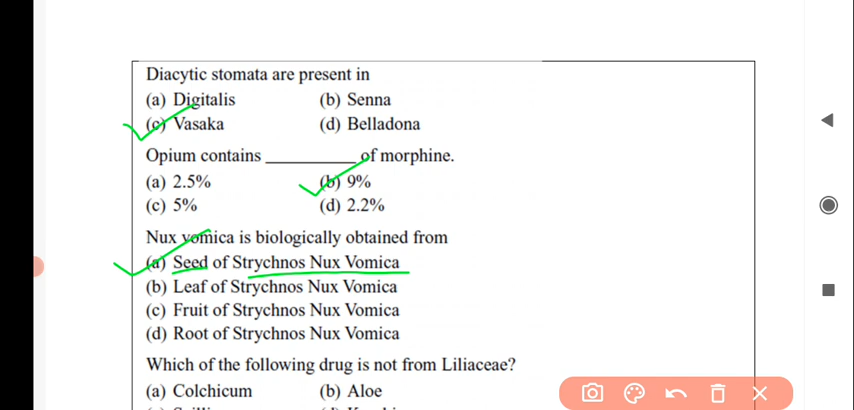 Diacytic stomata are present in
(a) Digitalis (b) Senna
(c) Vasaka (d) Belladona
Opium contains __________ of morphine.
(a) 2.5% (b) 9%
(c) 5% (d) 2.2%
Nux vomica is biologically obtained from
(a) Seed of Strychnos Nux Vomica
(b) Leaf of Strychnos Nux Vomica
(c) Fruit of Strychnos Nux Vomica
(d) Root of Strychnos Nux Vomica
Which of the following drug is not from Liliaceae?
(a) Colchicum (b) Aloe